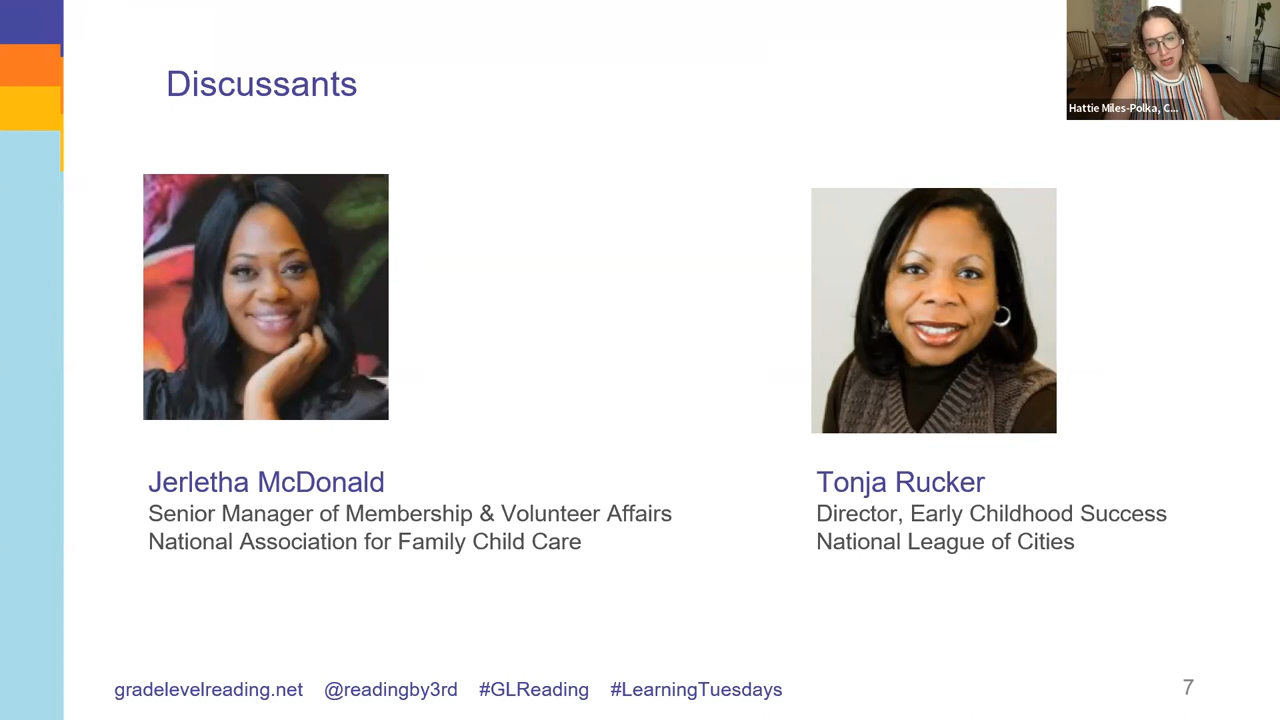 Discussants
Hattie Miles-Polka, C...
Jerletha McDonald
Senior Manager of Membership & Volunteer Affairs
National Association for Family Child Care
Tonja Rucker
Director, Early Childhood Success
National League of Cities
gradelevelreading.net @readingby3rd #GLReading #LearningTuesdays
7